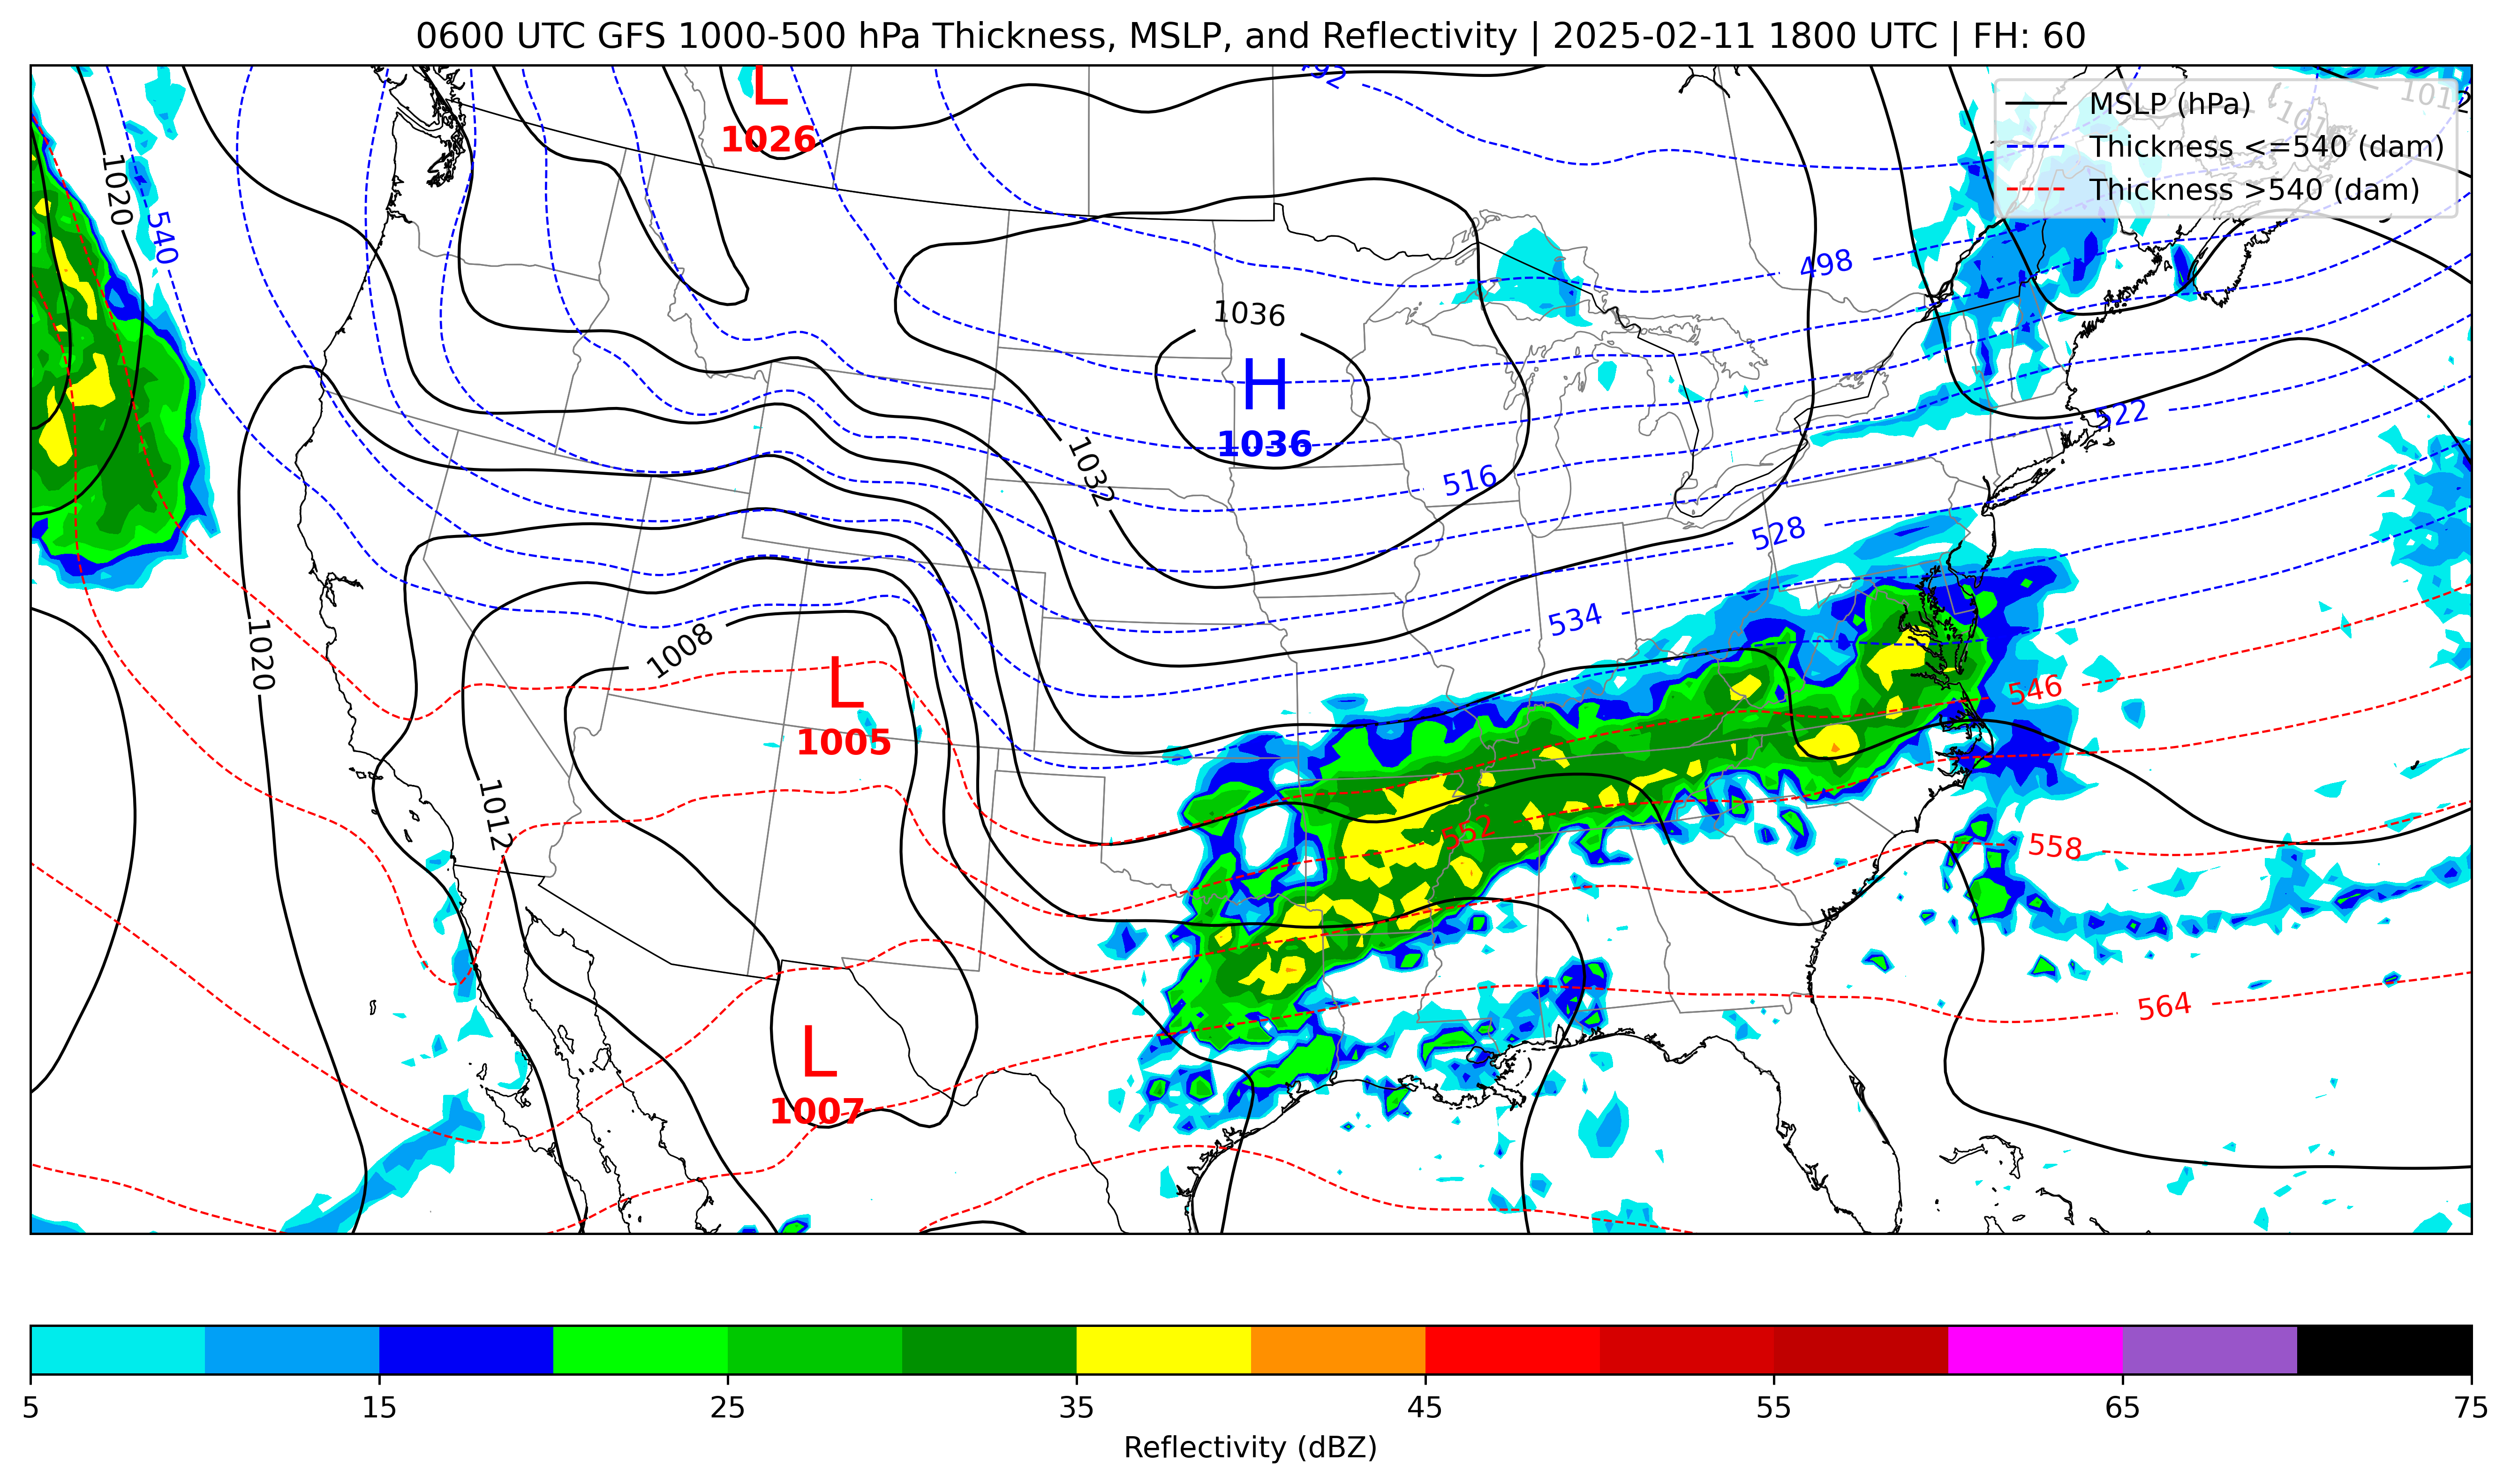 0600 UTC GFS 1000-500 hPa Thickness, MSLP, and Reflectivity | 2025-02-11 1800 UTC | FH: 60
MSLP (hPa)
Thickness <=540 (dam)
Thickness >540 (dam)
L
1026
1020
540
498
1036
H
1036
522
1032
516
528
534
1020
1008
L
1005
546
1012
552
558
564
L
1007
5 15 25 35 45 55 65 75
Reflectivity (dBZ)